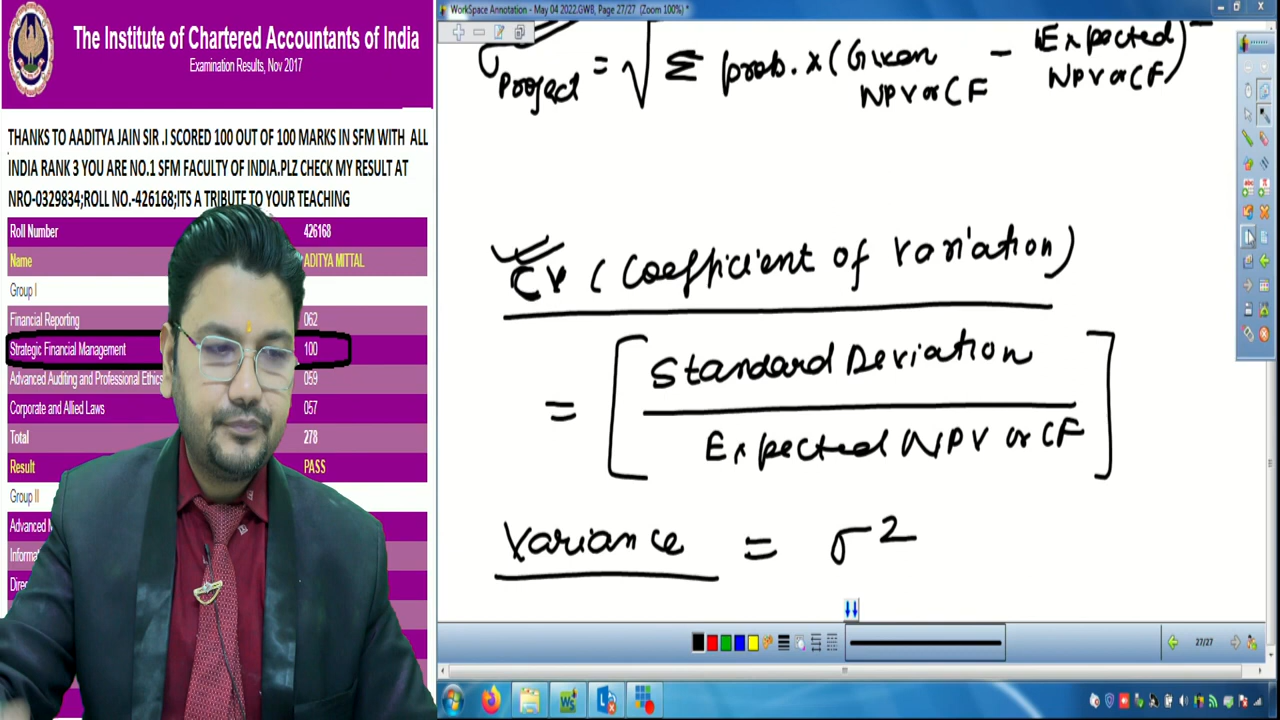 The Institute of Chartered Accountants of India
Examination Results, Nov 2017
THANKS TO AADITYA JAIN SIR .I SCORED 100 OUT OF 100 MARKS IN SFM WITH ALL
INDIA RANK 3 YOU ARE NO.1 SFM FACULTY OF INDIA.PLZ CHECK MY RESULT AT
NRO-0329834;ROLL NO.-426168;ITS A TRIBUTE TO YOUR TEACHING
Roll Number 426168
Name ADITYA MITTAL
Group I
Financial Reporting 062
Strategic Financial Management 100
Advanced Auditing and Professional Ethics 059
Corporate and Allied Laws 057
Total 278
Result PASS
Group II
Advanced
WorkSpace Annotation - May 04 2022.GWB, Page 27/27 (Zoom 100%) *
σ Project = √ Σ prob. x (Given NPV or CF - Expected NPV or CF)
CV (Coefficient of Variation)
= [ Standard Deviation
Expected NPV or CF ]
Variance = σ2
27/27